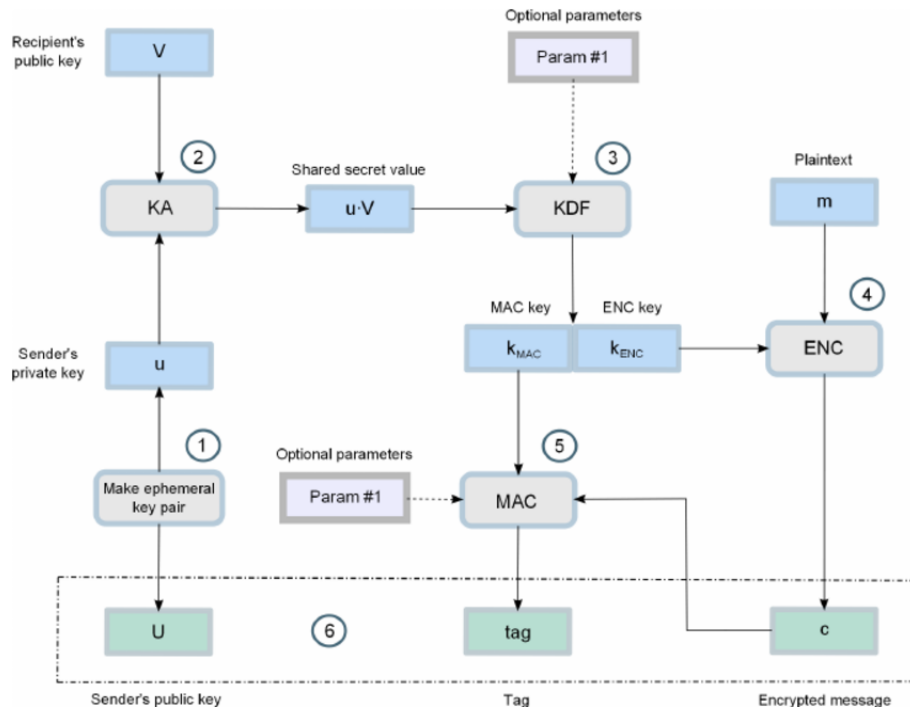 Optional parameters
Recipient's
public key
V
Param #1
2
3
Shared secret value
Plaintext
KA
u·V
KDF
m
4
MAC key
ENC key
Sender's
private key
u
k_MAC
k_ENC
ENC
1
5
Optional parameters
Make ephemeral
key pair
Param #1
MAC
U
6
tag
c
Sender's public key
Tag
Encrypted message